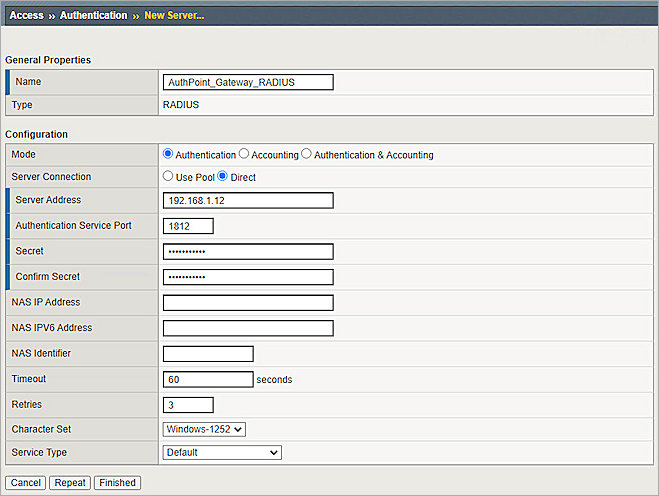 Access ›› Authentication ›› New Server...
General Properties
Name AuthPoint_Gateway_RADIUS
Type RADIUS
Configuration
Mode Authentication Accounting Authentication & Accounting
Server Connection Use Pool Direct
Server Address 192.168.1.12
Authentication Service Port 1812
Secret •••••••••••
Confirm Secret •••••••••••
NAS IP Address
NAS IPV6 Address
NAS Identifier
Timeout 60 seconds
Retries 3
Character Set Windows-1252
Service Type Default
Cancel Repeat Finished